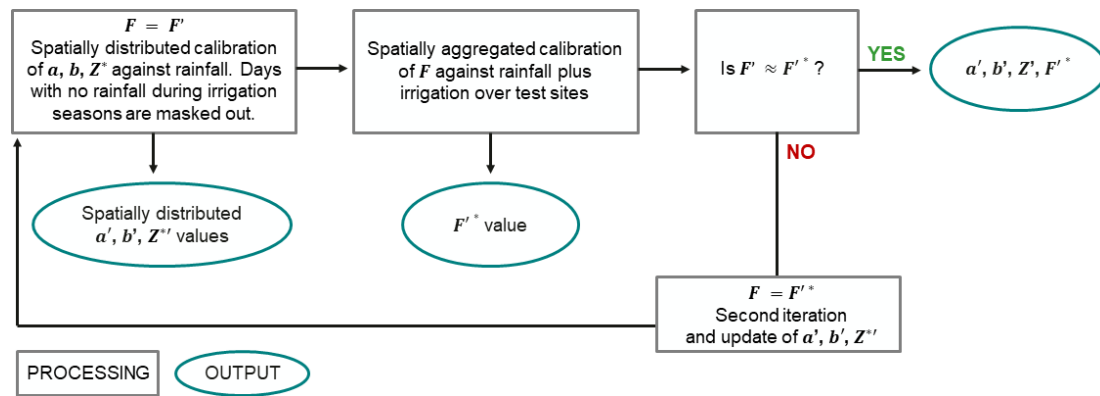 F = F'
Spatially distributed calibration
of a, b, Z* against rainfall. Days
with no rainfall during irrigation
seasons are masked out.
Spatially aggregated calibration
of F against rainfall plus
irrigation over test sites
Is F' ≈ F'* ?
YES
a', b', Z', F'*
NO
Spatially distributed
a', b', Z*' values
F'* value
F = F'*
Second iteration
and update of a', b', Z*'
PROCESSING
OUTPUT